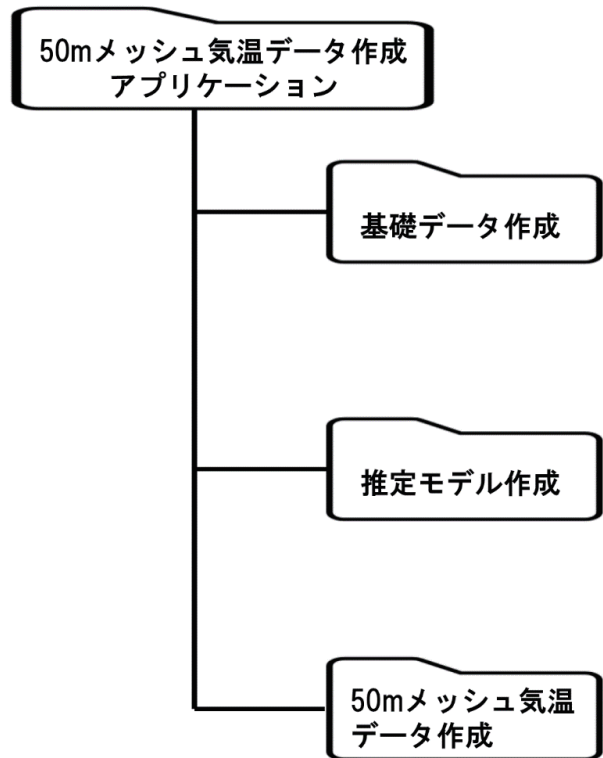 50mメッシュ気温データ作成
アプリケーション
基礎データ作成
推定モデル作成
50mメッシュ気温
データ作成